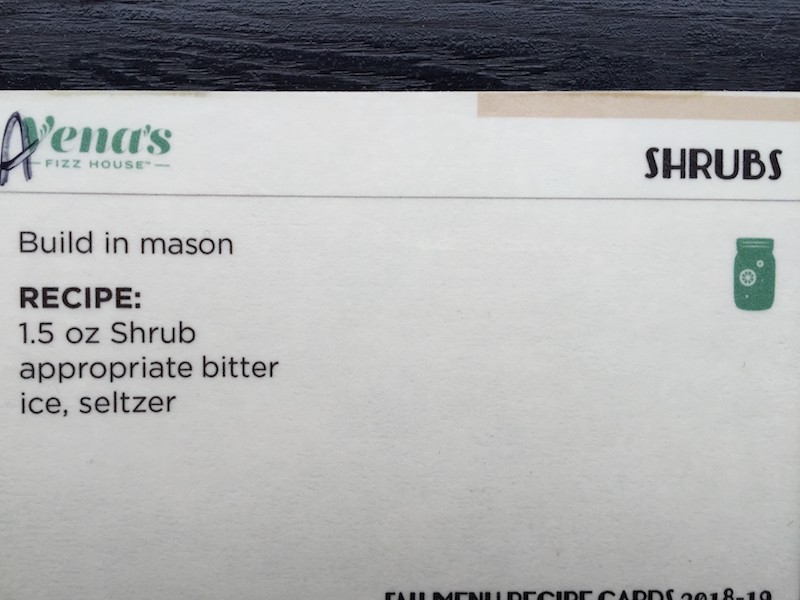 A
Vena's
FIZZ HOUSE™
SHRUBS
Build in mason
RECIPE:
1.5 oz Shrub
appropriate bitter
ice, seltzer
FALL MENU RECIPE CARDS 2018-19